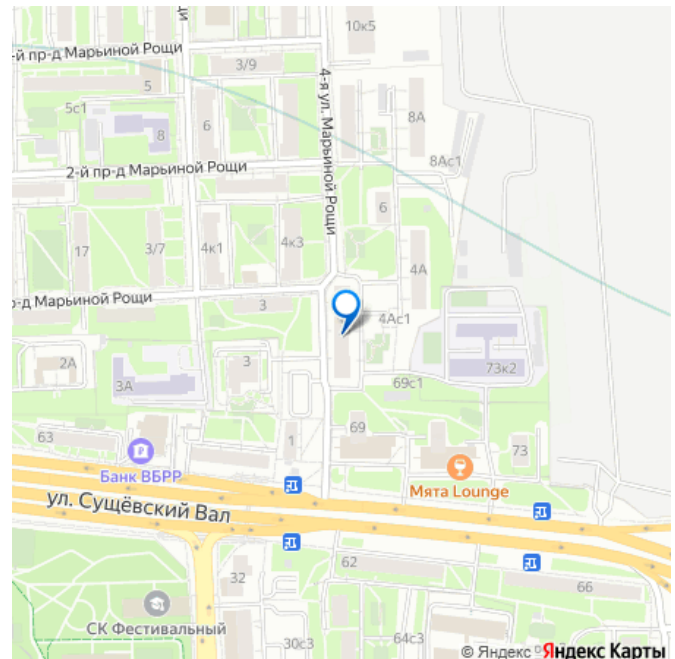 10к5
-й пр-д Марьиной Рощи
й
3/9
4-я ул. Марьиной Рощи
5
5с1
8
6
8А
8Ас1
2-й пр-д Марьиной Рощи
6
17
3/7
4к1
4к3
4А
-д Марьиной Рощи
3
4Ас1
2А
3А
3
69с1
73к2
63
1
69
73
Банк ВБРР
Мята Lounge
ул. Сущёвский Вал
62
66
32
СК Фестивальный
30с3
64с3
© Яндекс
Яндекс Карты